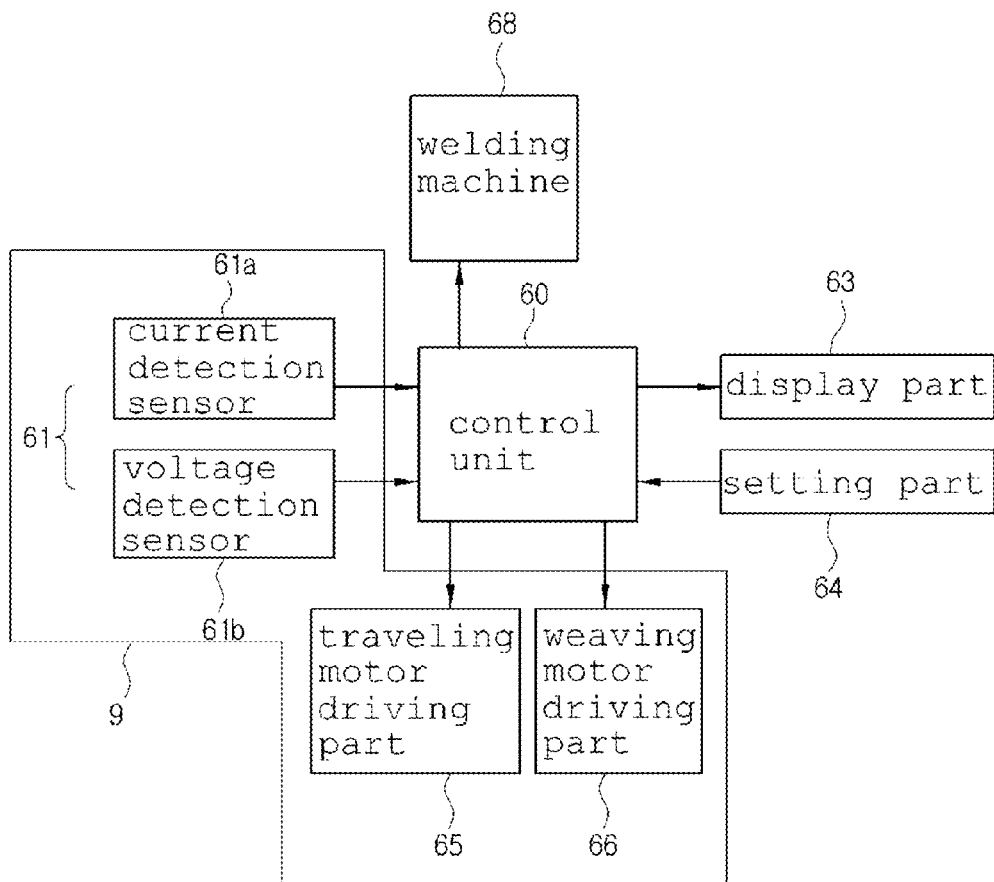 68
welding
machine
61a
60
63
current
detection
sensor
display part
61
control
unit
voltage
detection
sensor
setting part
64
61b
traveling
motor
driving
part
weaving
motor
driving
part
9
65
66